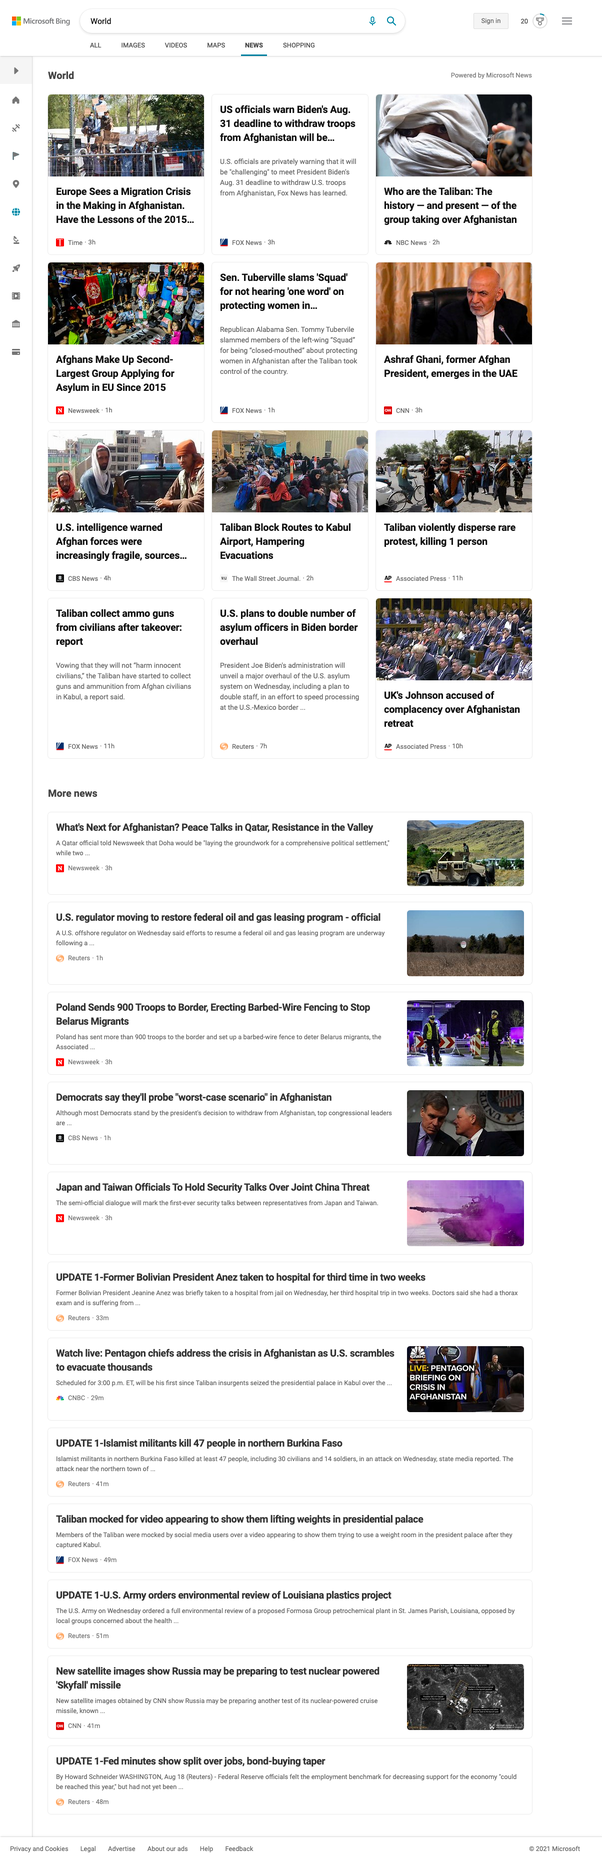 Microsoft Bing
World
Sign in
20
ALL IMAGES VIDEOS MAPS NEWS SHOPPING
World
Powered by Microsoft News
Europe Sees a Migration Crisis
in the Making in Afghanistan.
Have the Lessons of the 2015...
Time · 3h
US officials warn Biden's Aug.
31 deadline to withdraw troops
from Afghanistan will be...
U.S. officials are privately warning that it will
be "challenging" to meet President Biden's
Aug. 31 deadline to withdraw U.S. troops
from Afghanistan, Fox News has learned.
FOX News · 3h
Who are the Taliban: The
history — and present — of the
group taking over Afghanistan
NBC News · 2h
Afghans Make Up Second-
Largest Group Applying for
Asylum in EU Since 2015
Newsweek · 1h
Sen. Tuberville slams 'Squad'
for not hearing 'one word' on
protecting women in...
Republican Alabama Sen. Tommy Tubervile
slammed members of the left-wing "Squad"
for being "closed-mouthed" about protecting
women in Afghanistan after the Taliban took
control of the country.
FOX News · 1h
Ashraf Ghani, former Afghan
President, emerges in the UAE
CNN · 3h
U.S. intelligence warned
Afghan forces were
increasingly fragile, sources...
CBS News · 4h
Taliban Block Routes to Kabul
Airport, Hampering
Evacuations
The Wall Street Journal. · 2h
Taliban violently disperse rare
protest, killing 1 person
AP Associated Press · 11h
Taliban collect ammo guns
from civilians after takeover:
report
Vowing that they will not "harm innocent
civilians," the Taliban have started to collect
guns and ammunition from Afghan civilians
in Kabul, a report said.
FOX News · 11h
U.S. plans to double number of
asylum officers in Biden border
overhaul
President Joe Biden's administration will
unveil a major overhaul of the U.S. asylum
system on Wednesday, including a plan to
double staff, in an effort to speed processing
at the U.S.-Mexico border ...
Reuters · 7h
UK's Johnson accused of
complacency over Afghanistan
retreat
AP Associated Press · 10h
More news
What's Next for Afghanistan? Peace Talks in Qatar, Resistance in the Valley
A Qatar official told Newsweek that Doha would be "laying the groundwork for a comprehensive political settlement,"
while two ...
Newsweek · 3h
U.S. regulator moving to restore federal oil and gas leasing program - official
A U.S. offshore regulator on Wednesday said efforts to resume a federal oil and gas leasing program are underway
following a ...
Reuters · 1h
Poland Sends 900 Troops to Border, Erecting Barbed-Wire Fencing to Stop
Belarus Migrants
Poland has sent more than 900 troops to the border and set up a barbed-wire fence to deter Belarus migrants, the
Associated ...
Newsweek · 3h
Democrats say they'll probe "worst-case scenario" in Afghanistan
Although most Democrats stand by the president's decision to withdraw from Afghanistan, top congressional leaders
are ...
CBS News · 1h
Japan and Taiwan Officials To Hold Security Talks Over Joint China Threat
The semi-official dialogue will mark the first-ever security talks between representatives from Japan and Taiwan.
Newsweek · 3h
UPDATE 1-Former Bolivian President Anez taken to hospital for third time in two weeks
Former Bolivian President Jeanine Anez was briefly taken to a hospital from jail on Wednesday, her third hospital trip in two weeks. Doctors said she had a thorax
exam and is suffering from ...
Reuters · 33m
Watch live: Pentagon chiefs address the crisis in Afghanistan as U.S. scrambles
to evacuate thousands
Scheduled for 3:00 p.m. ET, will be his first since Taliban insurgents seized the presidential palace in Kabul over the ...
CNBC · 29m
CNBC
LIVE: PENTAGON
BRIEFING ON
CRISIS IN
AFGHANISTAN
UPDATE 1-Islamist militants kill 47 people in northern Burkina Faso
Islamist militants in northern Burkina Faso killed at least 47 people, including 30 civilians and 14 soldiers, in an attack on Wednesday, state media reported. The
attack near the northern town of ...
Reuters · 41m
Taliban mocked for video appearing to show them lifting weights in presidential palace
Members of the Taliban were mocked by social media users over a video appearing to show them trying to use a weight room in the president palace after they
captured Kabul.
FOX News · 49m
UPDATE 1-U.S. Army orders environmental review of Louisiana plastics project
The U.S. Army on Wednesday ordered a full environmental review of a proposed Formosa Group petrochemical plant in St. James Parish, Louisiana, opposed by
local groups concerned about the health ...
Reuters · 51m
New satellite images show Russia may be preparing to test nuclear powered
'Skyfall' missile
New satellite images obtained by CNN show Russia may be preparing another test of its nuclear-powered cruise
missile, known ...
CNN · 41m
UPDATE 1-Fed minutes show split over jobs, bond-buying taper
By Howard Schneider WASHINGTON, Aug 18 (Reuters) - Federal Reserve officials felt the employment benchmark for decreasing support for the economy "could
be reached this year," but had not yet been ...
Reuters · 48m
Privacy and Cookies Legal Advertise About our ads Help Feedback
© 2021 Microsoft